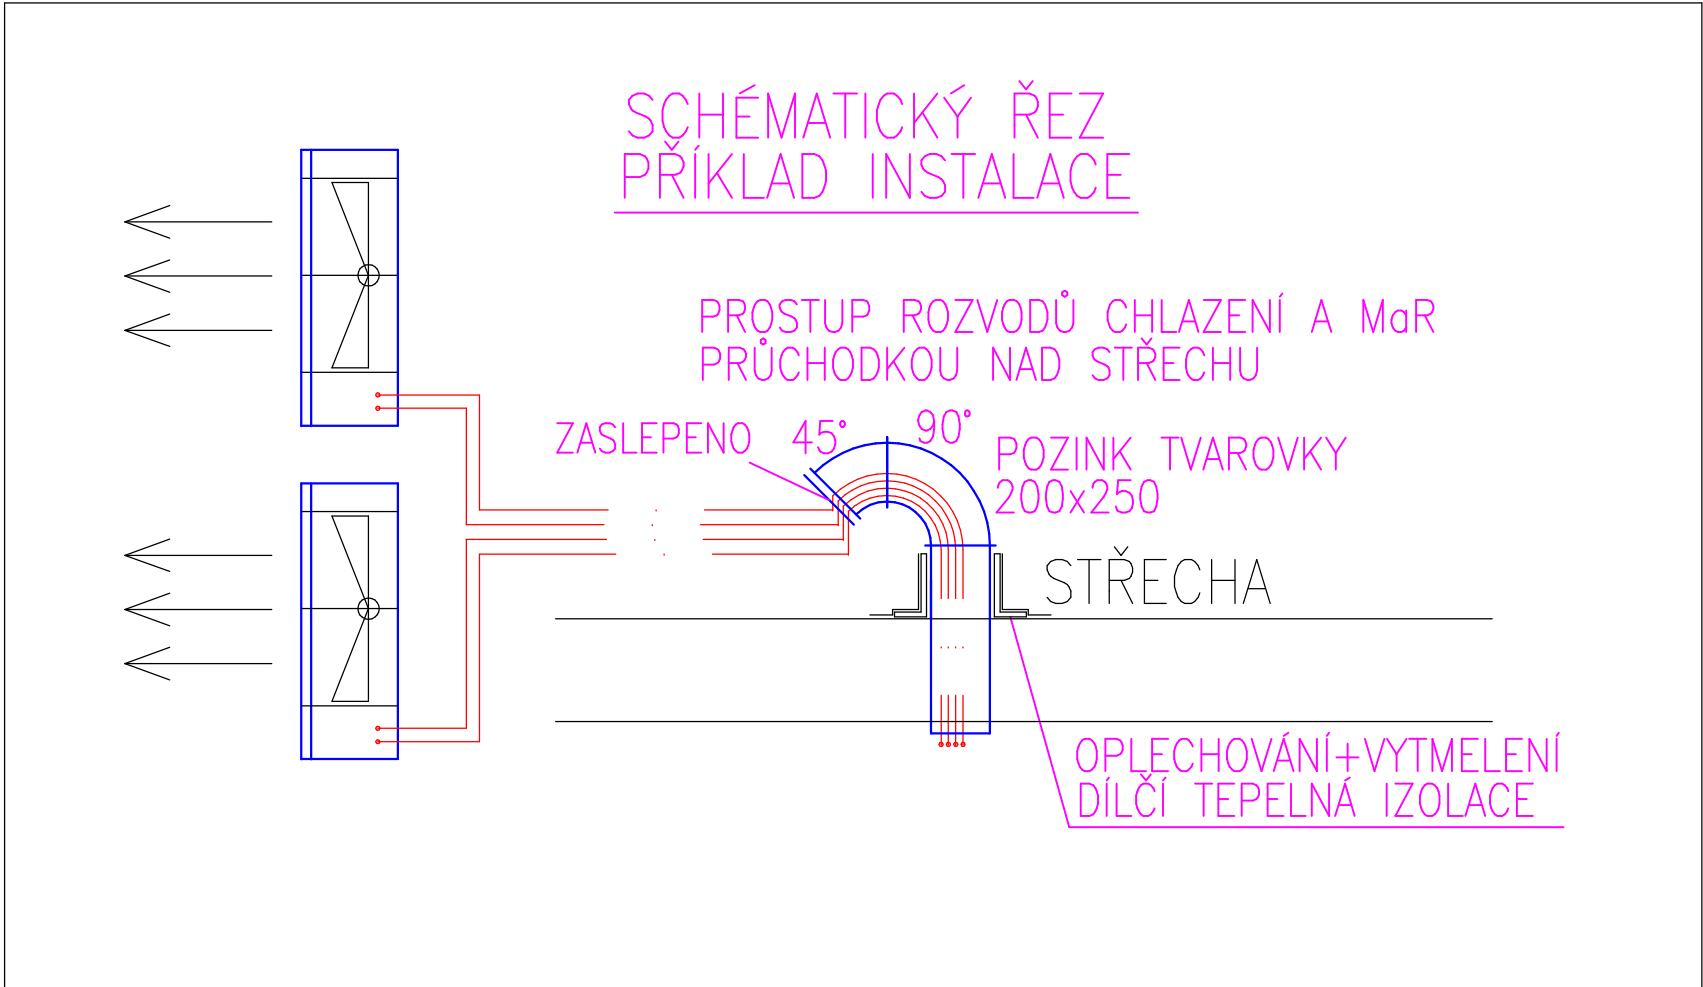 SCHÉMATICKÝ ŘEZ
PŘÍKLAD INSTALACE
PROSTUP ROZVODŮ CHLAZENÍ A MaR
PRŮCHODKOU NAD STŘECHU
ZASLEPENO 45° 90°
POZINK TVAROVKY
200x250
STŘECHA
OPLECHOVÁNÍ+VYTMELENÍ
DÍLČÍ TEPELNÁ IZOLACE